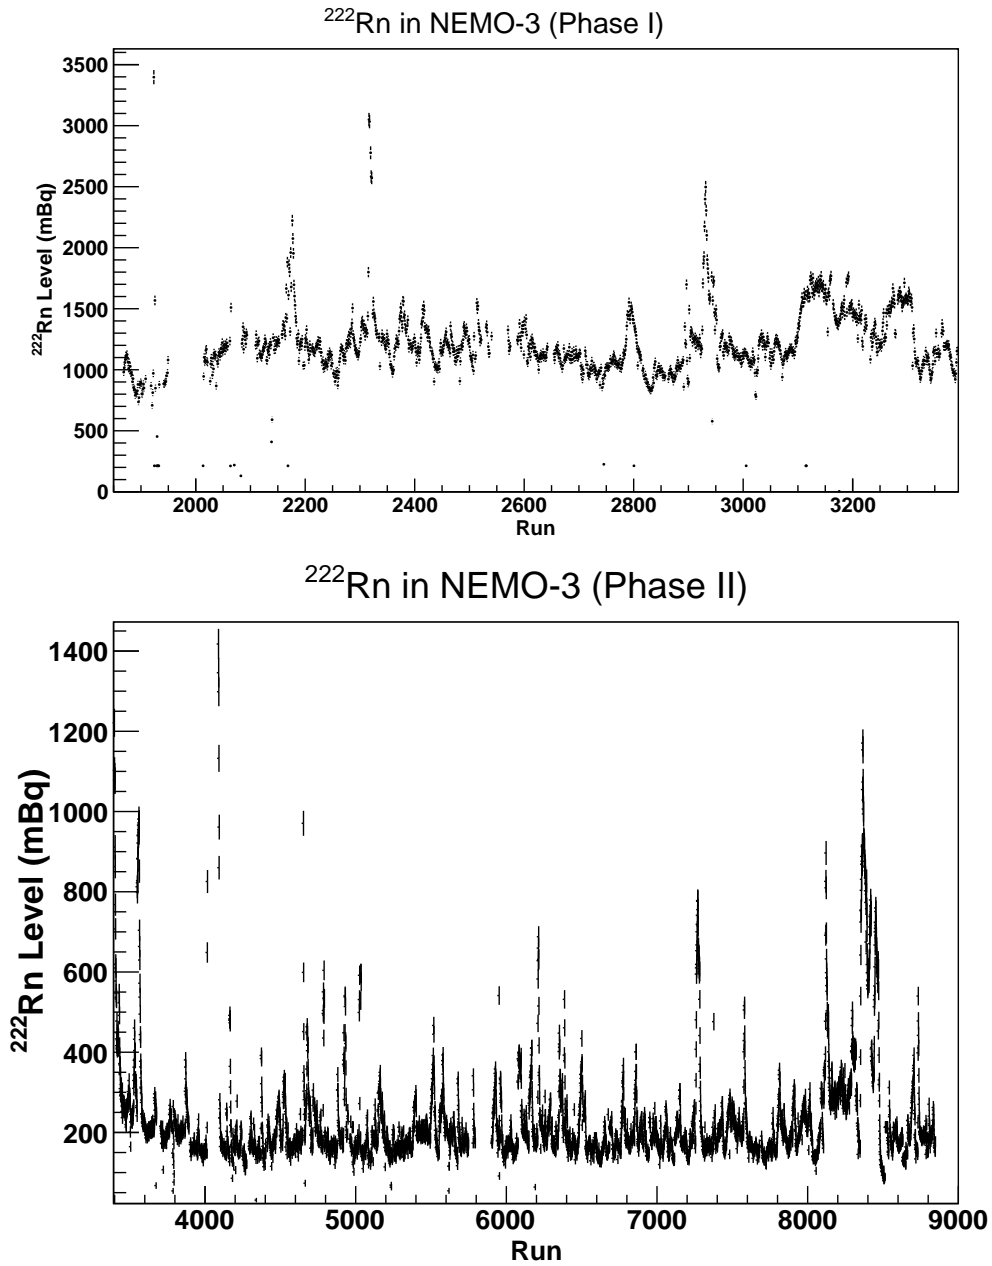 ²²²Rn in NEMO-3 (Phase I)
²²²Rn Level (mBq)
3500
3000
2500
2000
1500
1000
500
0
2000 2200 2400 2600 2800 3000 3200
Run
²²²Rn in NEMO-3 (Phase II)
²²²Rn Level (mBq)
1400
1200
1000
800
600
400
200
4000 5000 6000 7000 8000 9000
Run